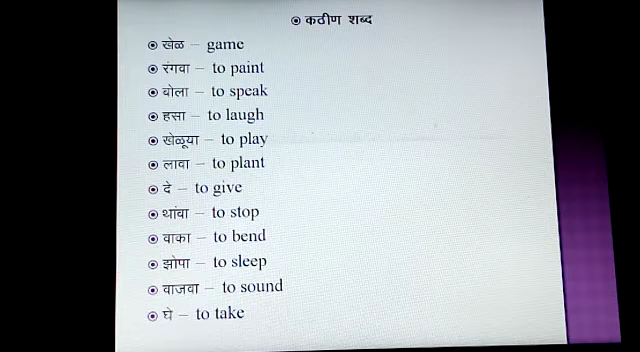 कठीण शब्द
खेळ – game
रंगवा – to paint
बोला – to speak
हसा – to laugh
खेळूया – to play
लावा – to plant
दे – to give
थांबा – to stop
वाका – to bend
झोपा – to sleep
वाजवा – to sound
घे – to take